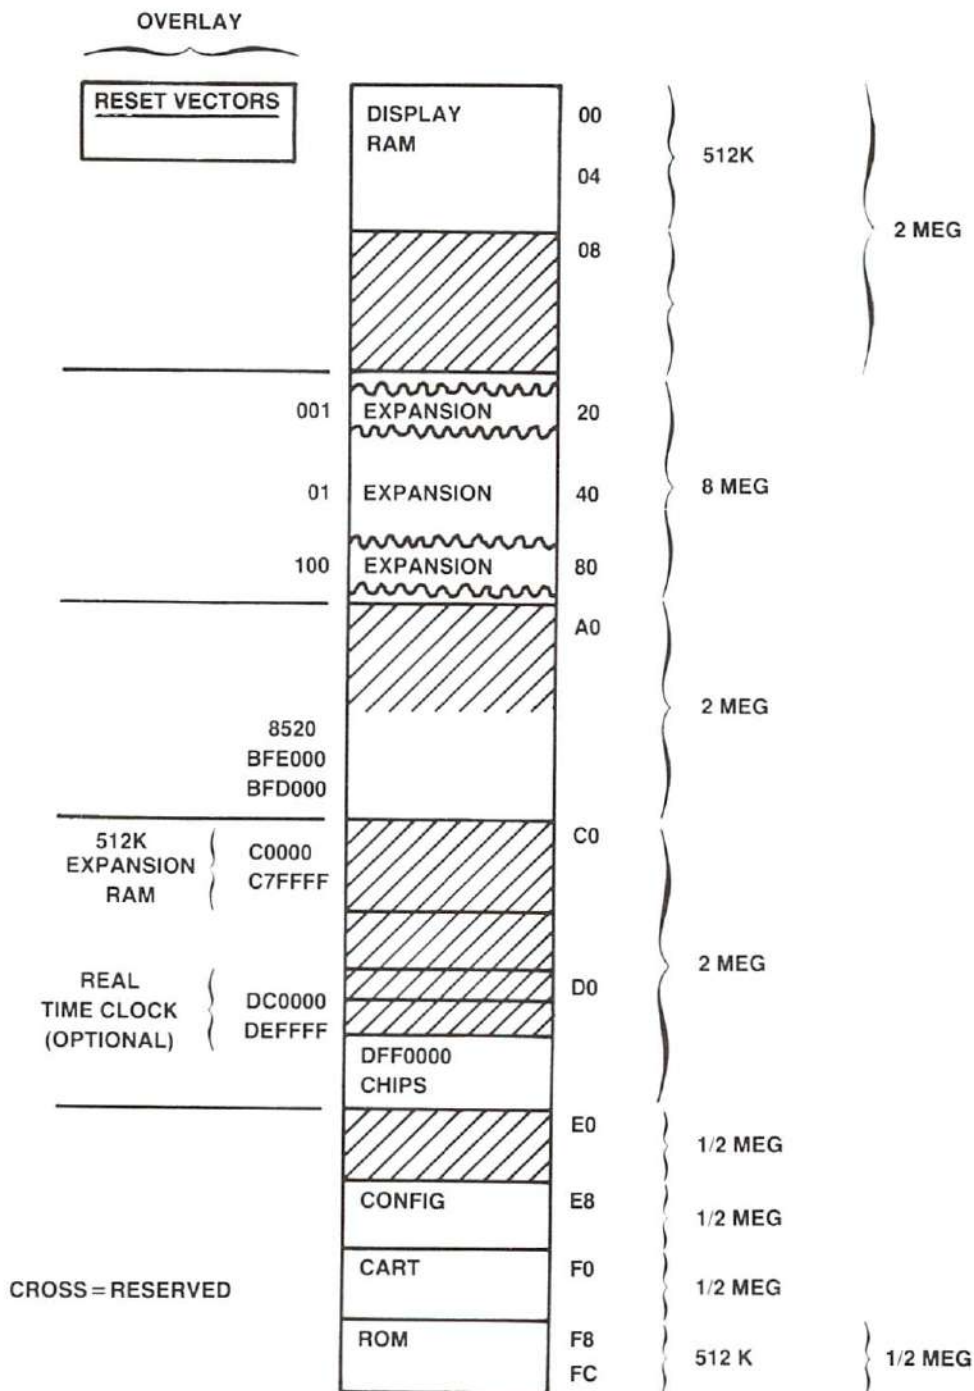 OVERLAY
RESET VECTORS
DISPLAY
RAM
00
04
512K
2 MEG
08
001
EXPANSION
20
01
EXPANSION
40
8 MEG
100
EXPANSION
80
A0
2 MEG
8520
BFE000
BFD000
C0
512K
EXPANSION
RAM
C0000
C7FFFF
2 MEG
D0
REAL
TIME CLOCK
(OPTIONAL)
DC0000
DEFFFF
DFF0000
CHIPS
E0
1/2 MEG
CONFIG
E8
1/2 MEG
CART
F0
1/2 MEG
CROSS=RESERVED
ROM
F8
FC
512 K
1/2 MEG